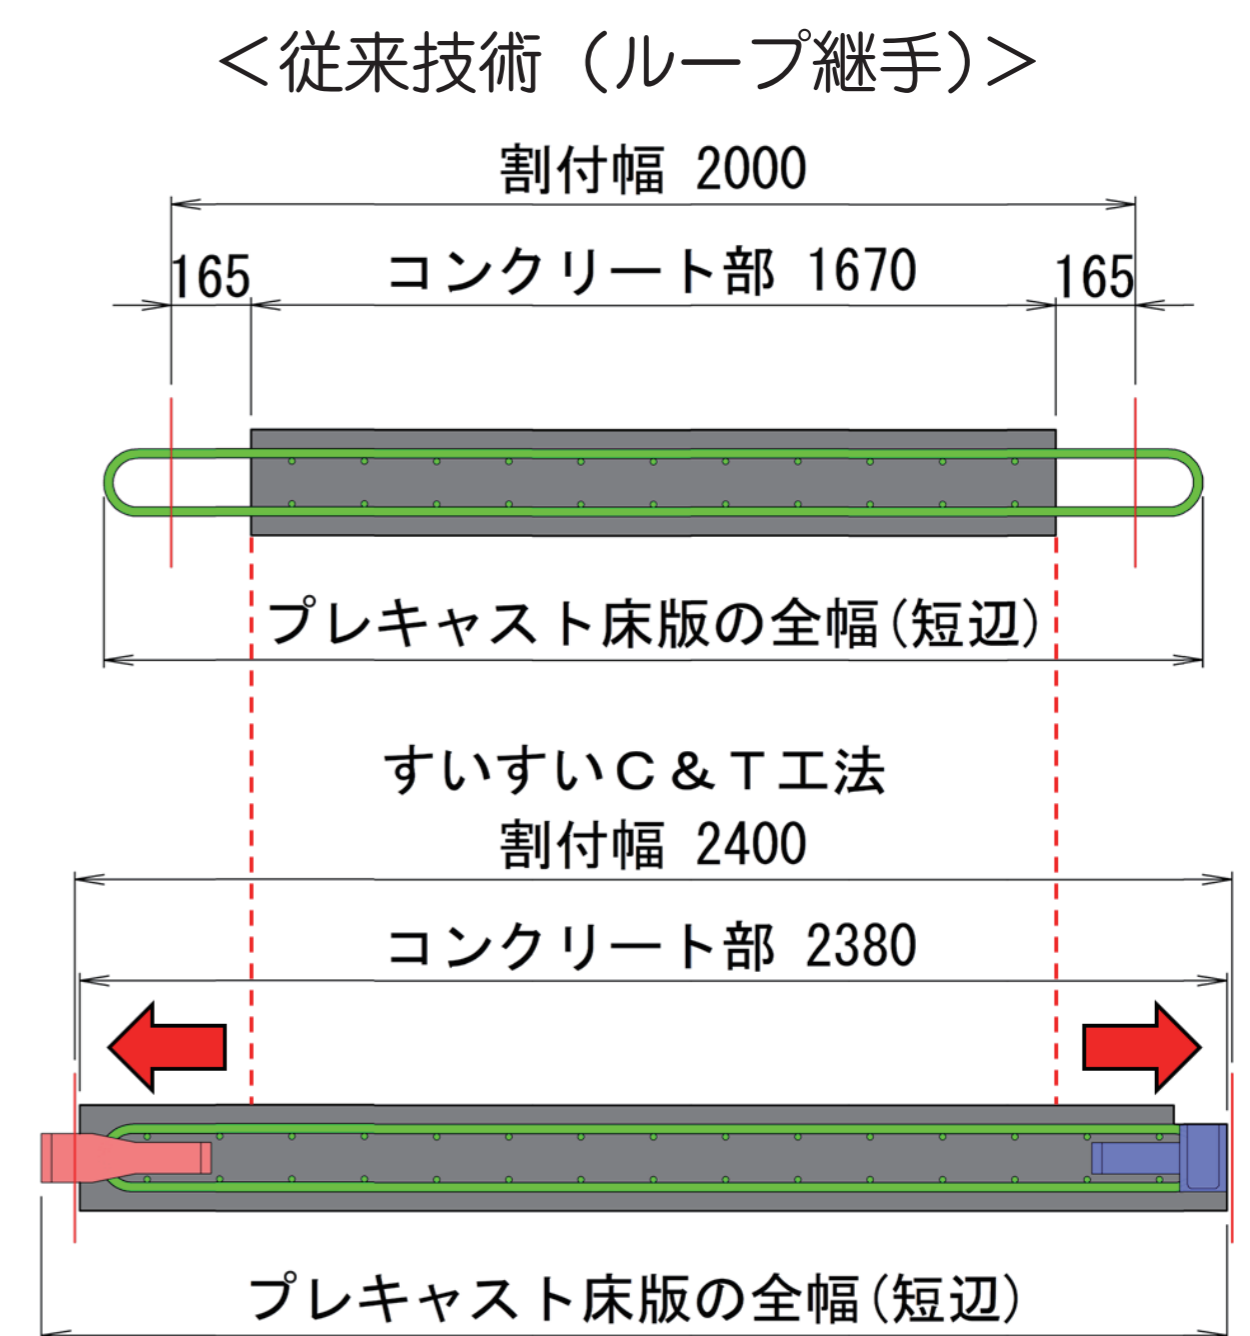 ＜従来技術（ループ継手）＞
割付幅 2000
165 コンクリート部 1670 165
プレキャスト床版の全幅(短辺)
すいすいＣ＆Ｔ工法
割付幅 2400
コンクリート部 2380
プレキャスト床版の全幅(短辺)